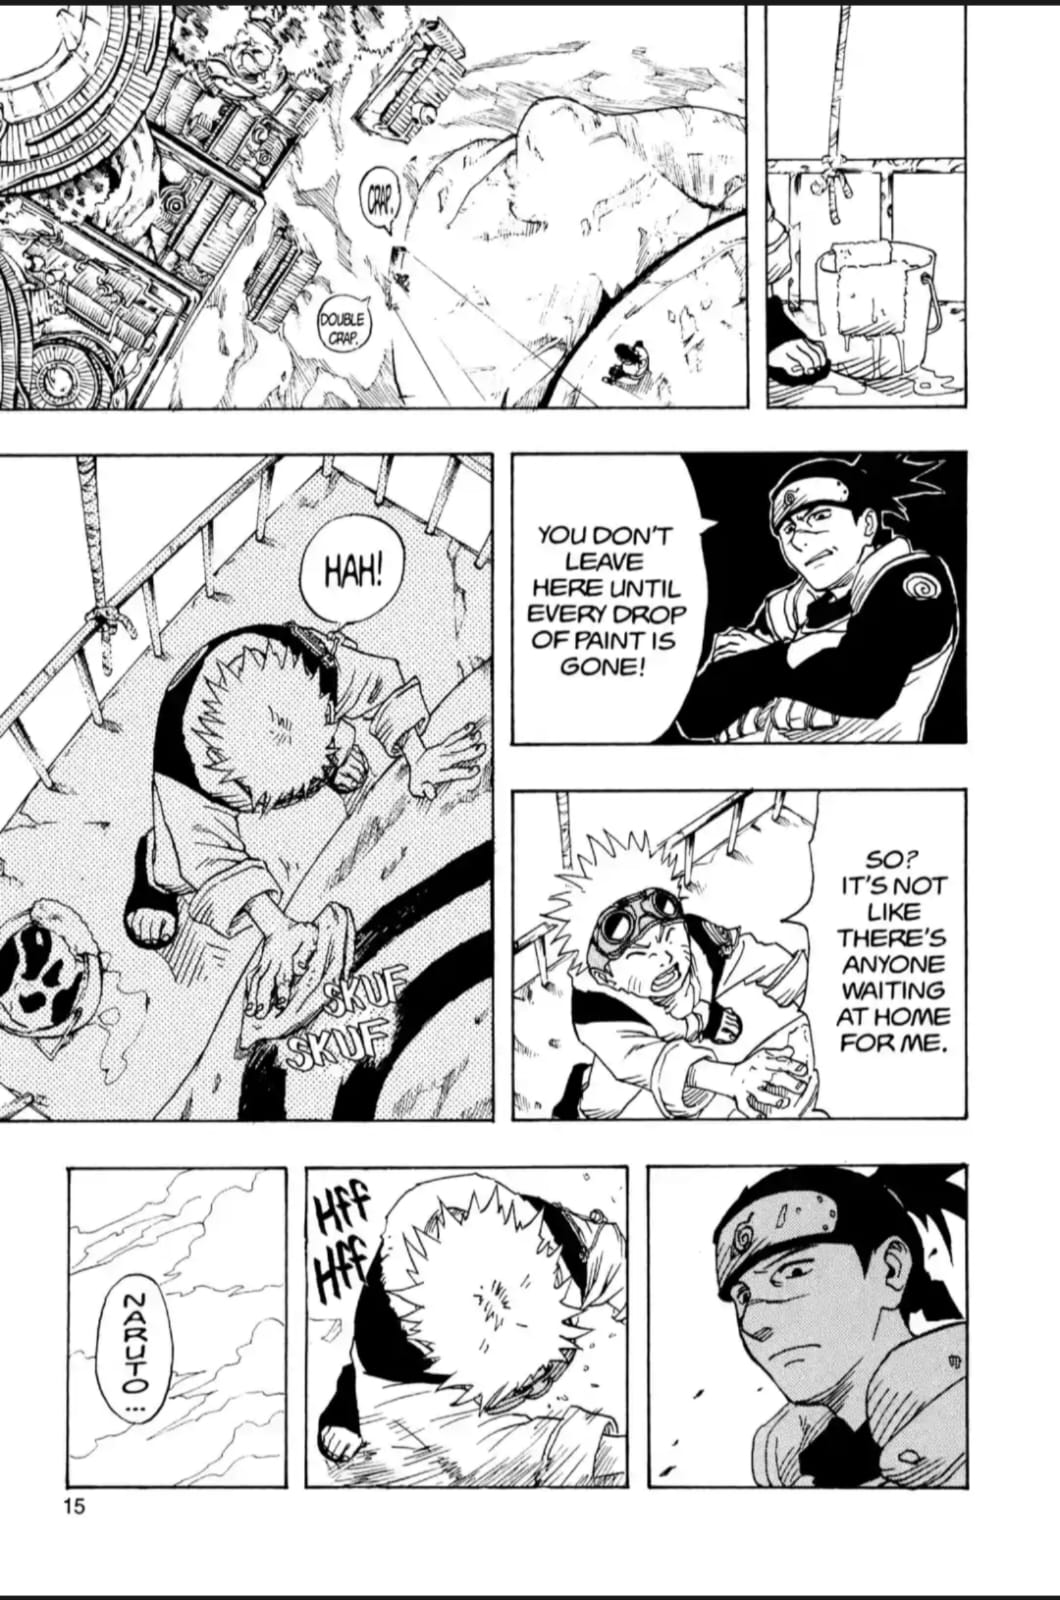 CRAP.
DOUBLE
CRAP.
YOU DON'T
LEAVE
HERE UNTIL
EVERY DROP
OF PAINT IS
GONE!
HAH!
SKUF
SKUF
SO?
IT'S NOT
LIKE
THERE'S
ANYONE
WAITING
AT HOME
FOR ME.
Hff
Hff
NARUTO...
15